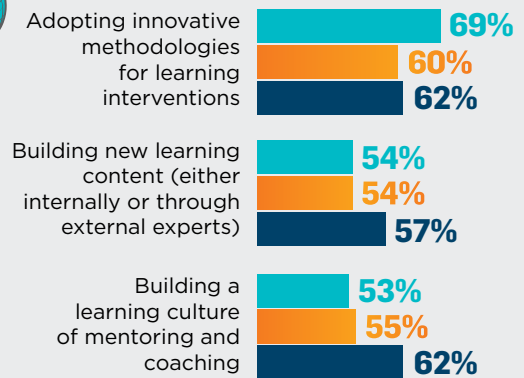 Adopting innovative
methodologies
for learning
interventions
69%
60%
62%
Building new learning
content (either
internally or through
external experts)
54%
54%
57%
Building a
learning culture
of mentoring and
coaching
53%
55%
62%